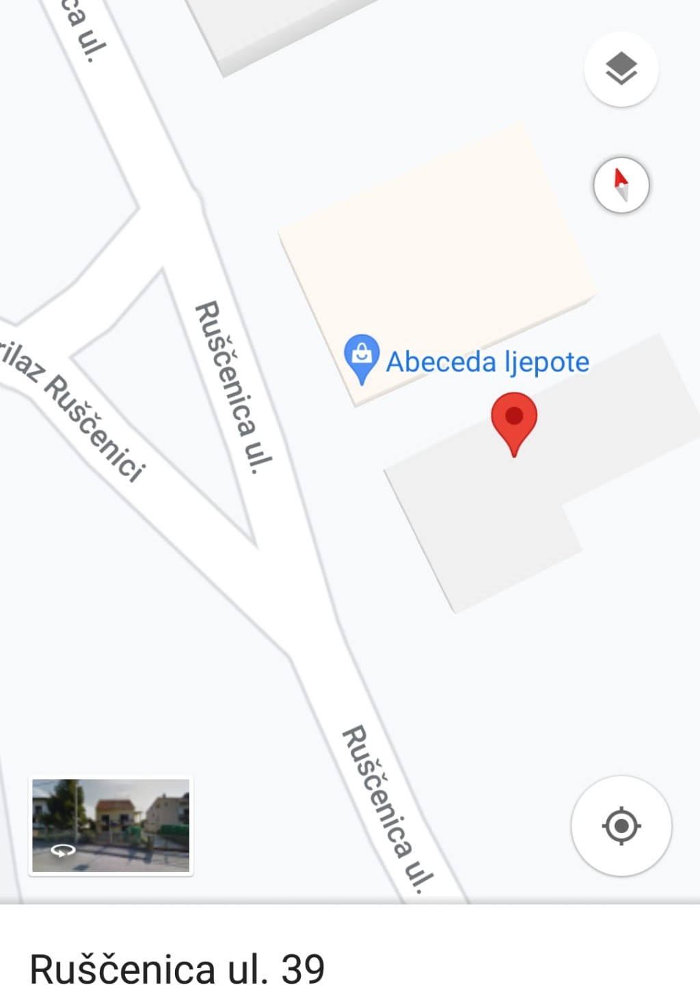 ca ul.
Ruščenica ul.
rilaz Ruščenici
Abeceda ljepote
Ruščenica ul.
Ruščenica ul. 39